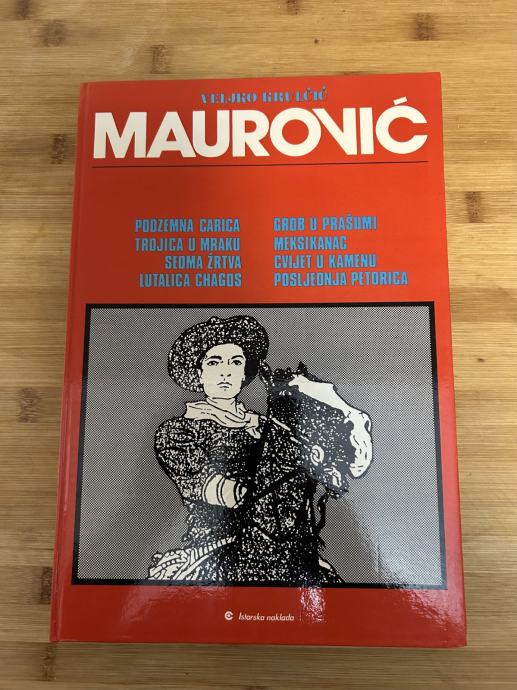 VELJKO KRULČIĆ
MAUROVIĆ
PODZEMNA CARICA
TROJICA U MRAKU
SEDMA ŽRTVA
LUTALICA CHAGOS
GROB U PRAŠUMI
MEKSIKANAC
CVIJET U KAMENU
POSLJEDNJA PETORICA
Istarska naklada